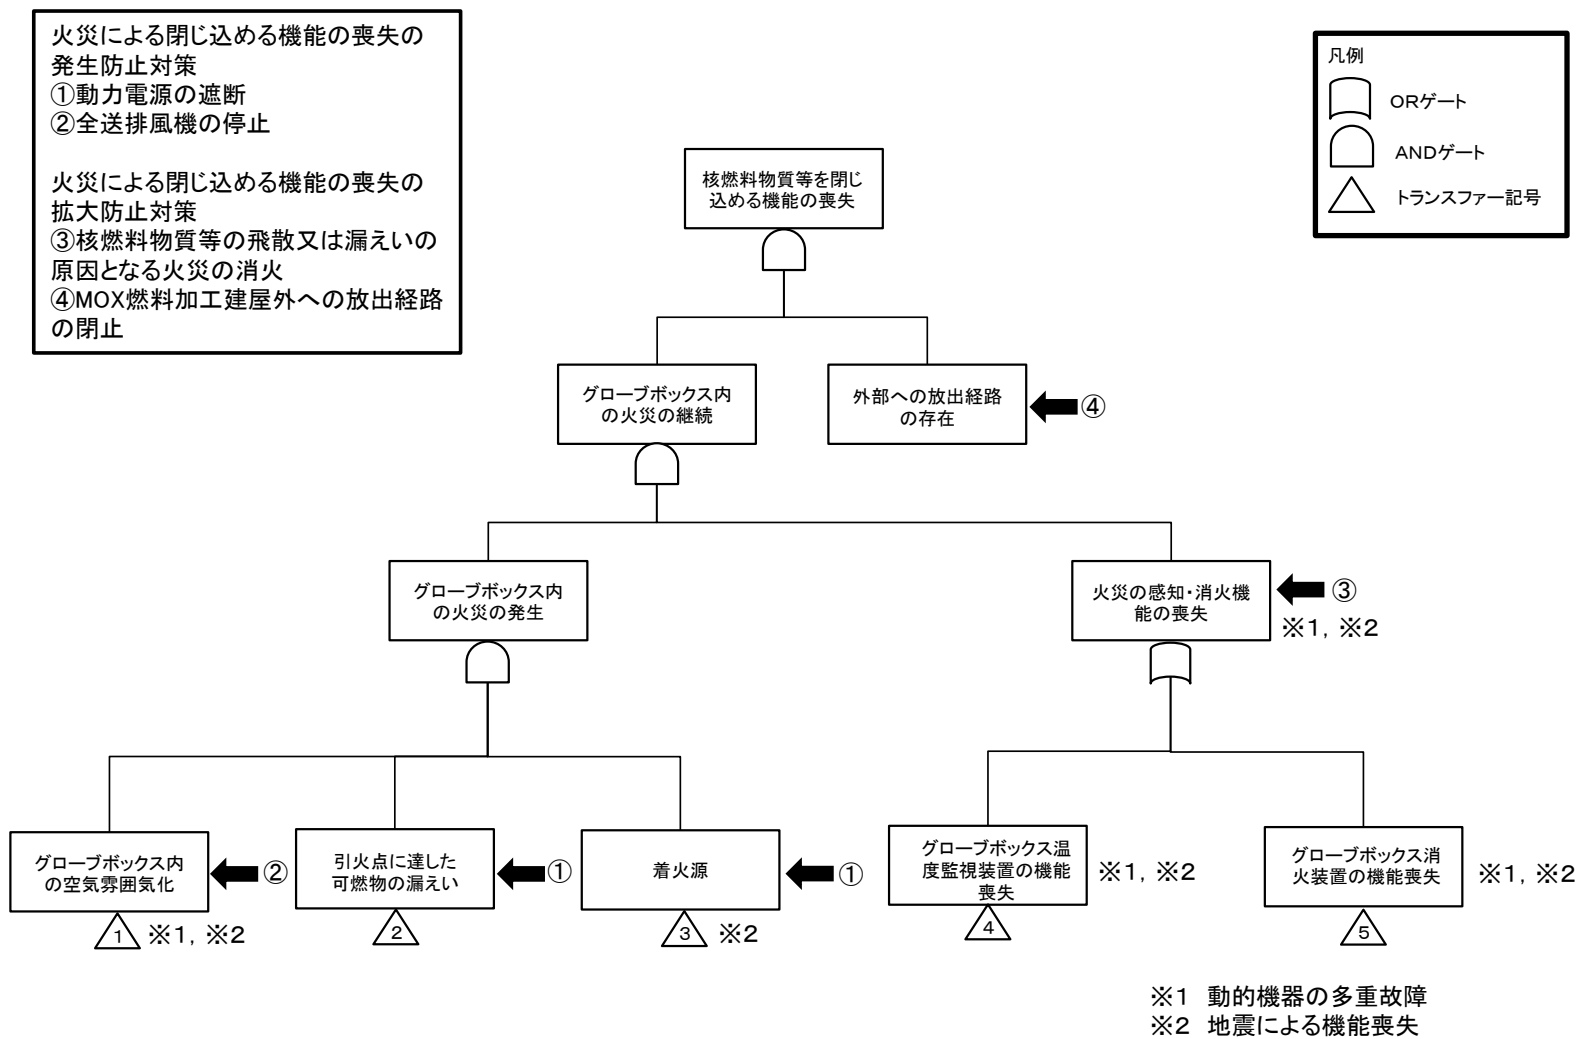 火災による閉じ込める機能の喪失の
発生防止対策
①動力電源の遮断
②全送排風機の停止
火災による閉じ込める機能の喪失の
拡大防止対策
③核燃料物質等の飛散又は漏えいの
原因となる火災の消火
④MOX燃料加工建屋外への放出経路
の閉止
凡例
ORゲート
ANDゲート
トランスファー記号
核燃料物質等を閉じ
込める機能の喪失
グローブボックス内
の火災の継続
外部への放出経路
の存在
④
グローブボックス内
の火災の発生
火災の感知・消火機
能の喪失
③
※1，※2
グローブボックス内
の空気雰囲気化
②
1
※1，※2
引火点に達した
可燃物の漏えい
①
2
着火源
①
3
※2
グローブボックス温
度監視装置の機能
喪失
※1，※2
4
グローブボックス消
火装置の機能喪失
※1，※2
5
※1　動的機器の多重故障
※2　地震による機能喪失